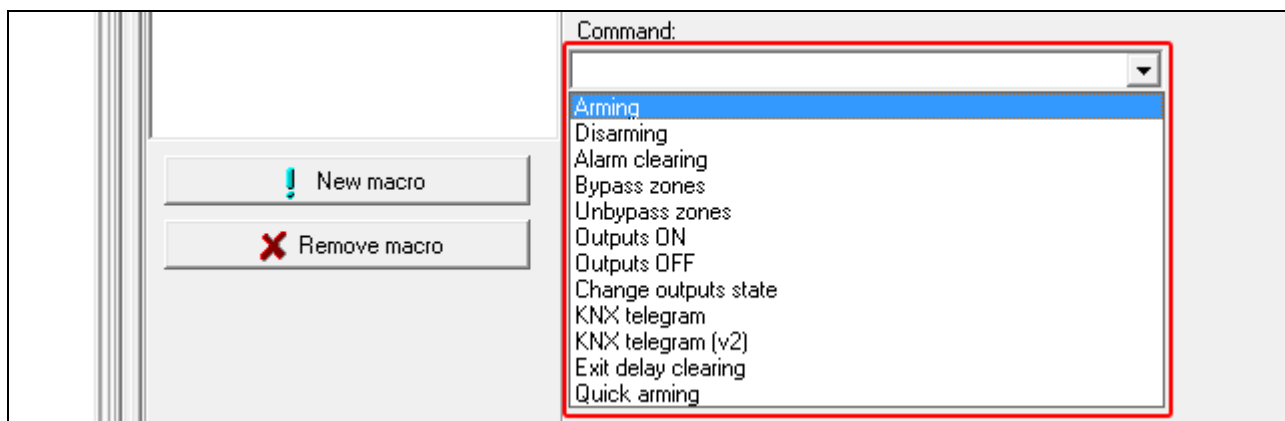 Command:
Arming
Disarming
Alarm clearing
Bypass zones
Unbypass zones
Outputs ON
Outputs OFF
Change outputs state
KNX telegram
KNX telegram (v2)
Exit delay clearing
Quick arming
New macro
Remove macro